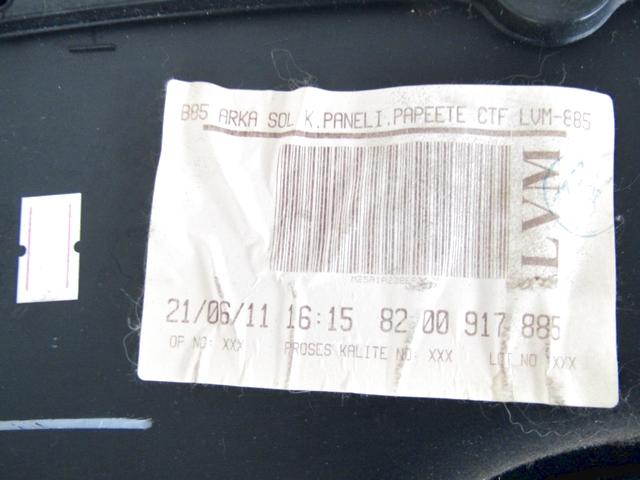 B85 ARKA SOL K.PANELI.PAPEETE CTF LVM-885
LVM
21/06/11 16:15 82 00 917 885
OP NO: XXX PROSES KALITE NO: XXX LOT NO XXX